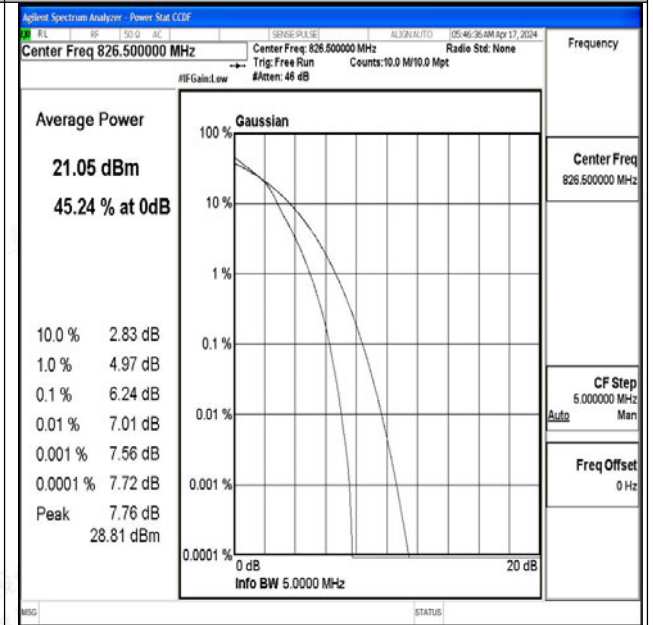 Agilent Spectrum Analyzer - Power Stat CCDF
RL RF 50 Ω AC SENSE:PULSE ALIGN AUTO 05:46:36 AM Apr 17, 2024
Center Freq 826.500000 MHz
Center Freq: 826.500000 MHz Radio Std: None
Trig: Free Run Counts:10.0 M/10.0 Mpt
#IFGain:Low #Atten: 46 dB
Frequency
Average Power
21.05 dBm
45.24 % at 0dB
10.0 % 2.83 dB
1.0 % 4.97 dB
0.1 % 6.24 dB
0.01 % 7.01 dB
0.001 % 7.56 dB
0.0001 % 7.72 dB
Peak 7.76 dB
28.81 dBm
Gaussian
100 %
10 %
1 %
0.1 %
0.01 %
0.001 %
0.0001 %
0 dB 20 dB
Info BW 5.0000 MHz
Center Freq
826.500000 MHz
CF Step
5.000000 MHz
Auto Man
Freq Offset
0 Hz
MSG STATUS